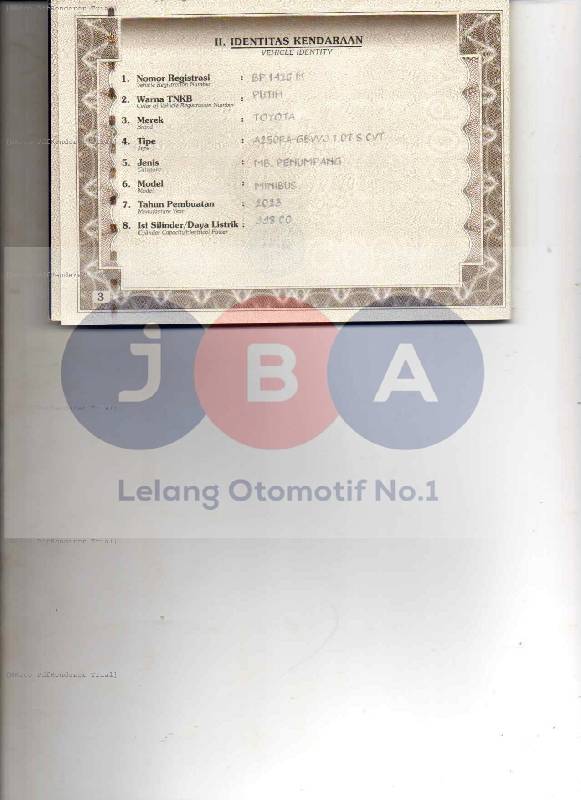 II. IDENTITAS KENDARAAN
VEHICLE IDENTITY
1. Nomor Registrasi : BP 1426 M
Vehicle Registration Number
2. Warna TNKB : PUTIH
Color of Vehicle Registration Number
3. Merek : TOYOTA
Brand
4. Tipe : 1.0T S CVT
Type
5. Jenis : MB. PENUMPANG
Category
6. Model : MINIBUS
Model
7. Tahun Pembuatan : 2023
Manufacture Year
8. Isi Silinder/Daya Listrik : 998 CC
Cylinder Capacity/Electrical Power
3
JBA
Lelang Otomotif No.1